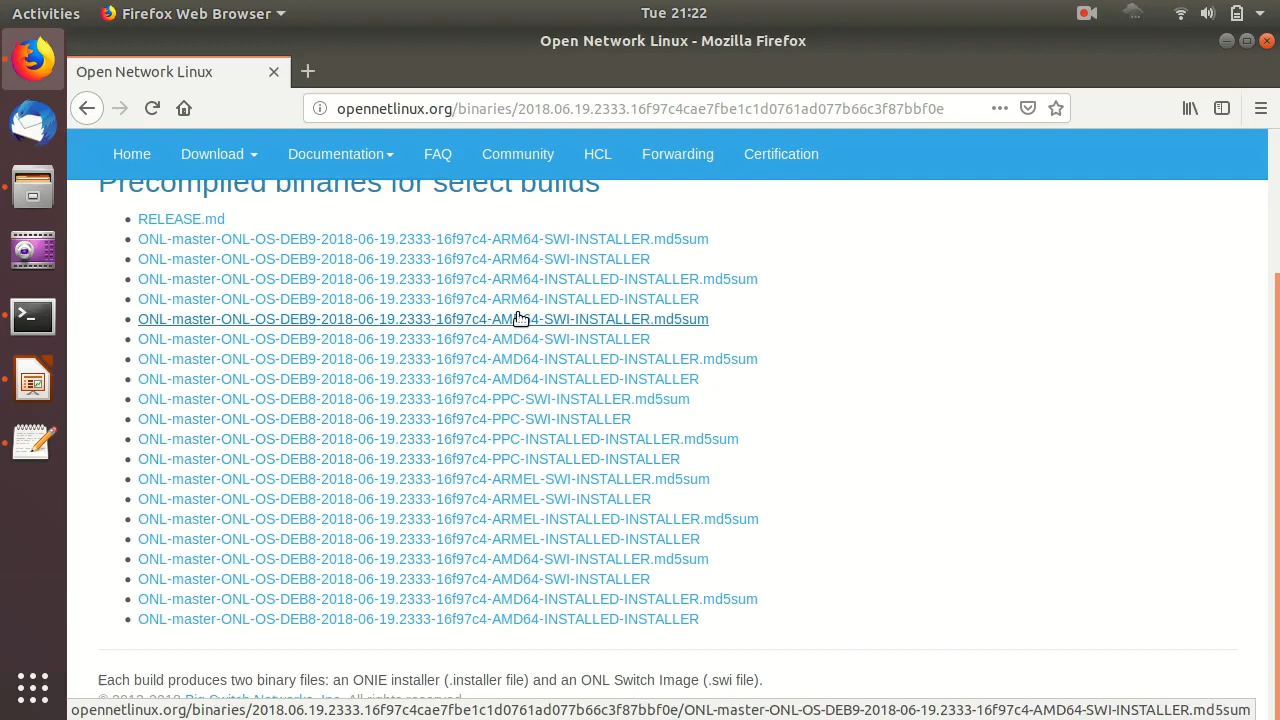 Activities Firefox Web Browser Tue 21:22
Open Network Linux - Mozilla Firefox
Open Network Linux
opennetlinux.org/binaries/2018.06.19.2333.16f97c4cae7fbe1c1d0761ad077b66c3f87bbf0e
Home Download Documentation FAQ Community HCL Forwarding Certification
Precompiled binaries for select builds
RELEASE.md
ONL-master-ONL-OS-DEB9-2018-06-19.2333-16f97c4-ARM64-SWI-INSTALLER.md5sum
ONL-master-ONL-OS-DEB9-2018-06-19.2333-16f97c4-ARM64-SWI-INSTALLER
ONL-master-ONL-OS-DEB9-2018-06-19.2333-16f97c4-ARM64-INSTALLED-INSTALLER.md5sum
ONL-master-ONL-OS-DEB9-2018-06-19.2333-16f97c4-ARM64-INSTALLED-INSTALLER
ONL-master-ONL-OS-DEB9-2018-06-19.2333-16f97c4-AMD64-SWI-INSTALLER.md5sum
ONL-master-ONL-OS-DEB9-2018-06-19.2333-16f97c4-AMD64-SWI-INSTALLER
ONL-master-ONL-OS-DEB9-2018-06-19.2333-16f97c4-AMD64-INSTALLED-INSTALLER.md5sum
ONL-master-ONL-OS-DEB9-2018-06-19.2333-16f97c4-AMD64-INSTALLED-INSTALLER
ONL-master-ONL-OS-DEB8-2018-06-19.2333-16f97c4-PPC-SWI-INSTALLER.md5sum
ONL-master-ONL-OS-DEB8-2018-06-19.2333-16f97c4-PPC-SWI-INSTALLER
ONL-master-ONL-OS-DEB8-2018-06-19.2333-16f97c4-PPC-INSTALLED-INSTALLER.md5sum
ONL-master-ONL-OS-DEB8-2018-06-19.2333-16f97c4-PPC-INSTALLED-INSTALLER
ONL-master-ONL-OS-DEB8-2018-06-19.2333-16f97c4-ARMEL-SWI-INSTALLER.md5sum
ONL-master-ONL-OS-DEB8-2018-06-19.2333-16f97c4-ARMEL-SWI-INSTALLER
ONL-master-ONL-OS-DEB8-2018-06-19.2333-16f97c4-ARMEL-INSTALLED-INSTALLER.md5sum
ONL-master-ONL-OS-DEB8-2018-06-19.2333-16f97c4-ARMEL-INSTALLED-INSTALLER
ONL-master-ONL-OS-DEB8-2018-06-19.2333-16f97c4-AMD64-SWI-INSTALLER.md5sum
ONL-master-ONL-OS-DEB8-2018-06-19.2333-16f97c4-AMD64-SWI-INSTALLER
ONL-master-ONL-OS-DEB8-2018-06-19.2333-16f97c4-AMD64-INSTALLED-INSTALLER.md5sum
ONL-master-ONL-OS-DEB8-2018-06-19.2333-16f97c4-AMD64-INSTALLED-INSTALLER
Each build produces two binary files: an ONIE installer (.installer file) and an ONL Switch Image (.swi file).
© 2013-2018 Big Switch Networks, Inc. All rights reserved
opennetlinux.org/binaries/2018.06.19.2333.16f97c4cae7fbe1c1d0761ad077b66c3f87bbf0e/ONL-master-ONL-OS-DEB9-2018-06-19.2333-16f97c4-AMD64-SWI-INSTALLER.md5sum